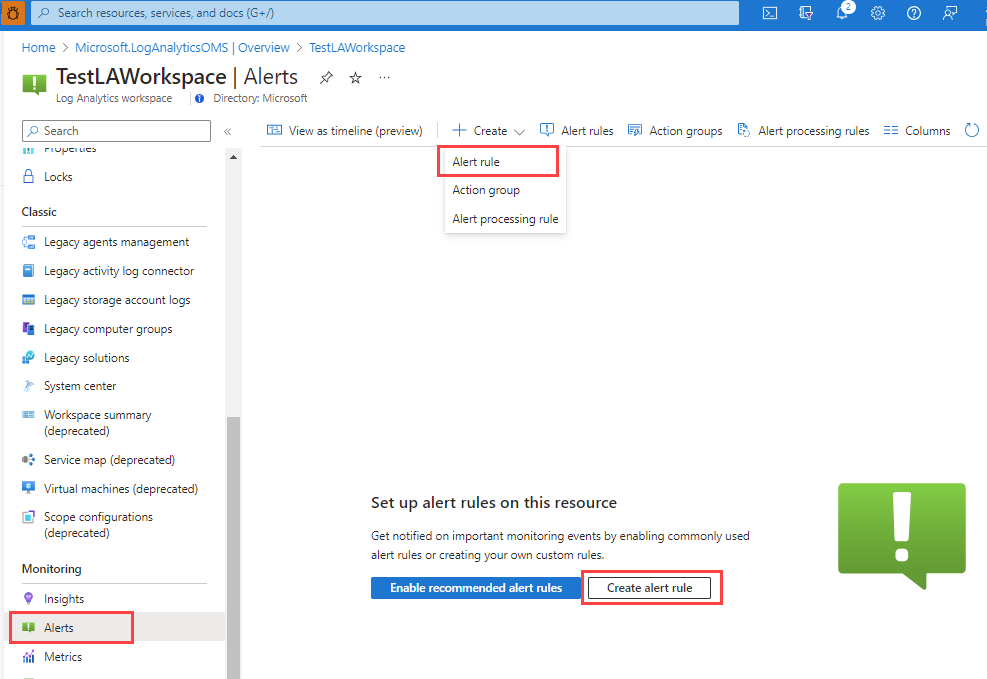 Search resources, services, and docs (G+/)
2
Home > Microsoft.LogAnalyticsOMS | Overview > TestLAWorkspace
TestLAWorkspace | Alerts
Log Analytics workspace
Directory: Microsoft
Search
View as timeline (preview)
Create
Alert rules
Action groups
Alert processing rules
Columns
Alert rule
Action group
Alert processing rule
Properties
Locks
Classic
Legacy agents management
Legacy activity log connector
Legacy storage account logs
Legacy computer groups
Legacy solutions
System center
Workspace summary
(deprecated)
Service map (deprecated)
Virtual machines (deprecated)
Scope configurations
(deprecated)
Monitoring
Insights
Alerts
Metrics
Set up alert rules on this resource
Get notified on important monitoring events by enabling commonly used
alert rules or creating your own custom rules.
Enable recommended alert rules
Create alert rule